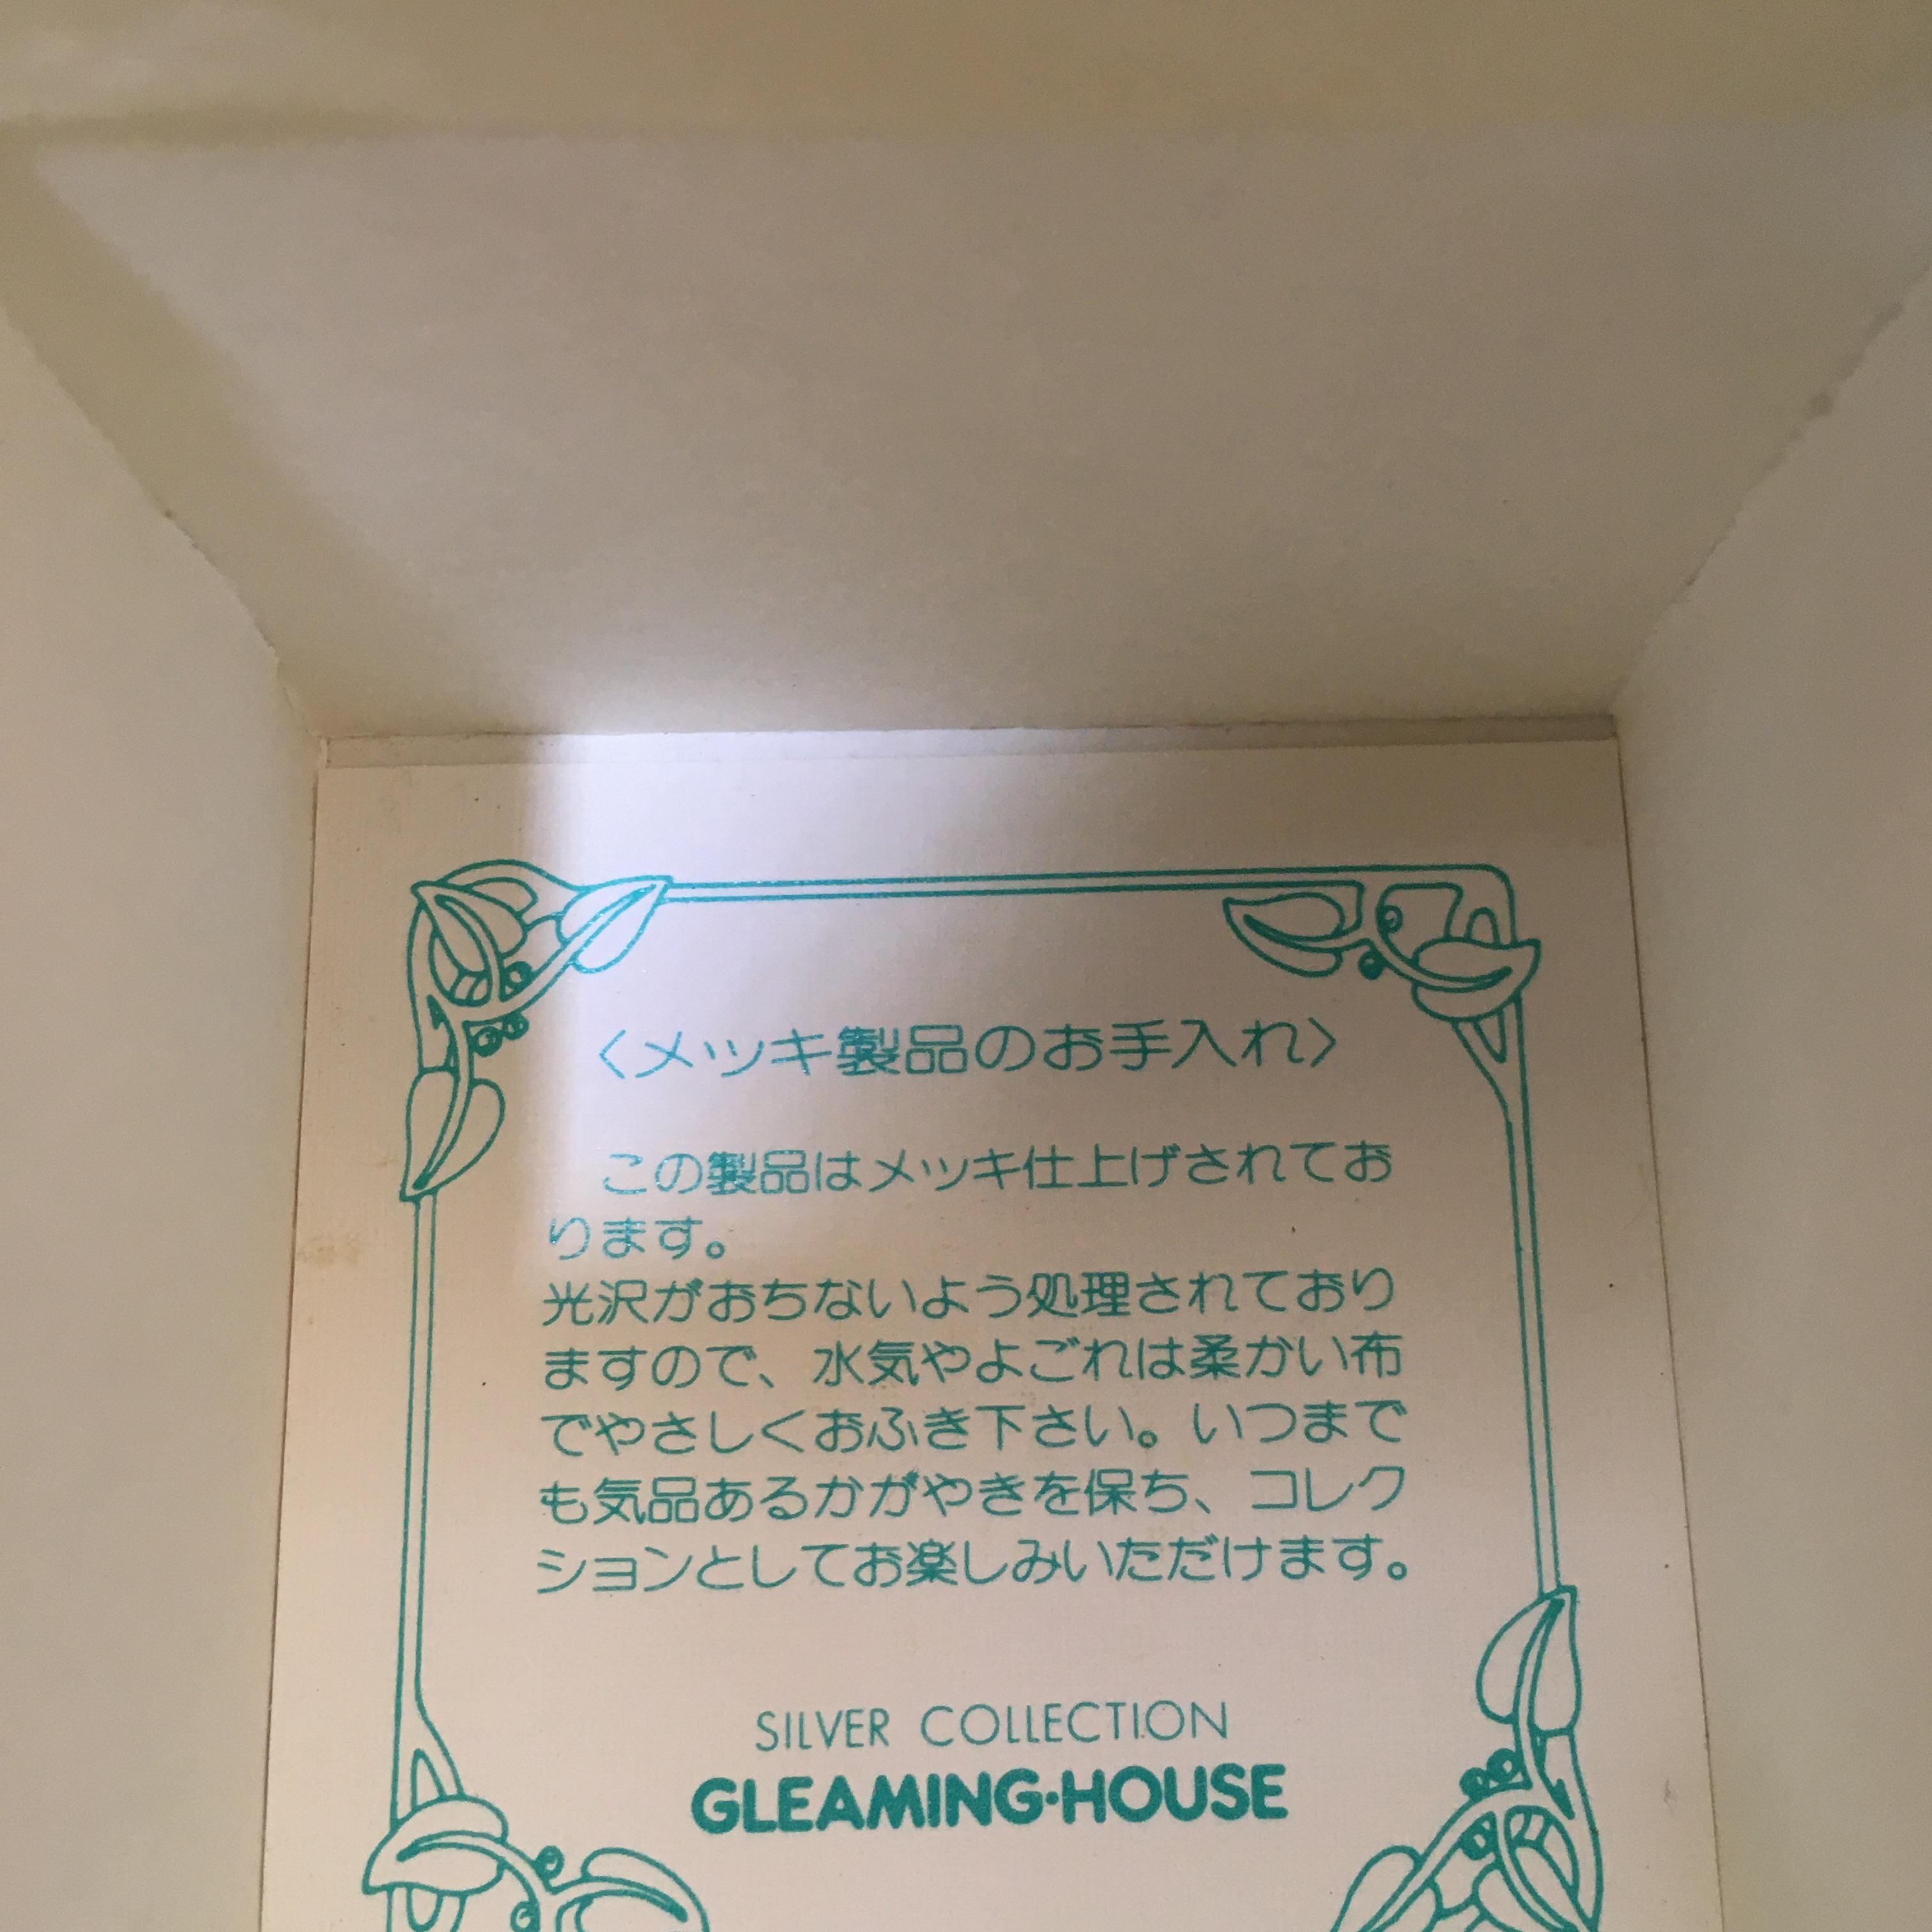 〈メッキ製品のお手入れ〉
この製品はメッキ仕上げされてお
ります。
光沢がおちないよう処理されており
ますので、水気やよごれは柔かい布
でやさしくおふき下さい。いつまで
も気品あるかがやきを保ち、コレク
ションとしてお楽しみいただけます。
SILVER COLLECTION
GLEAMING・HOUSE